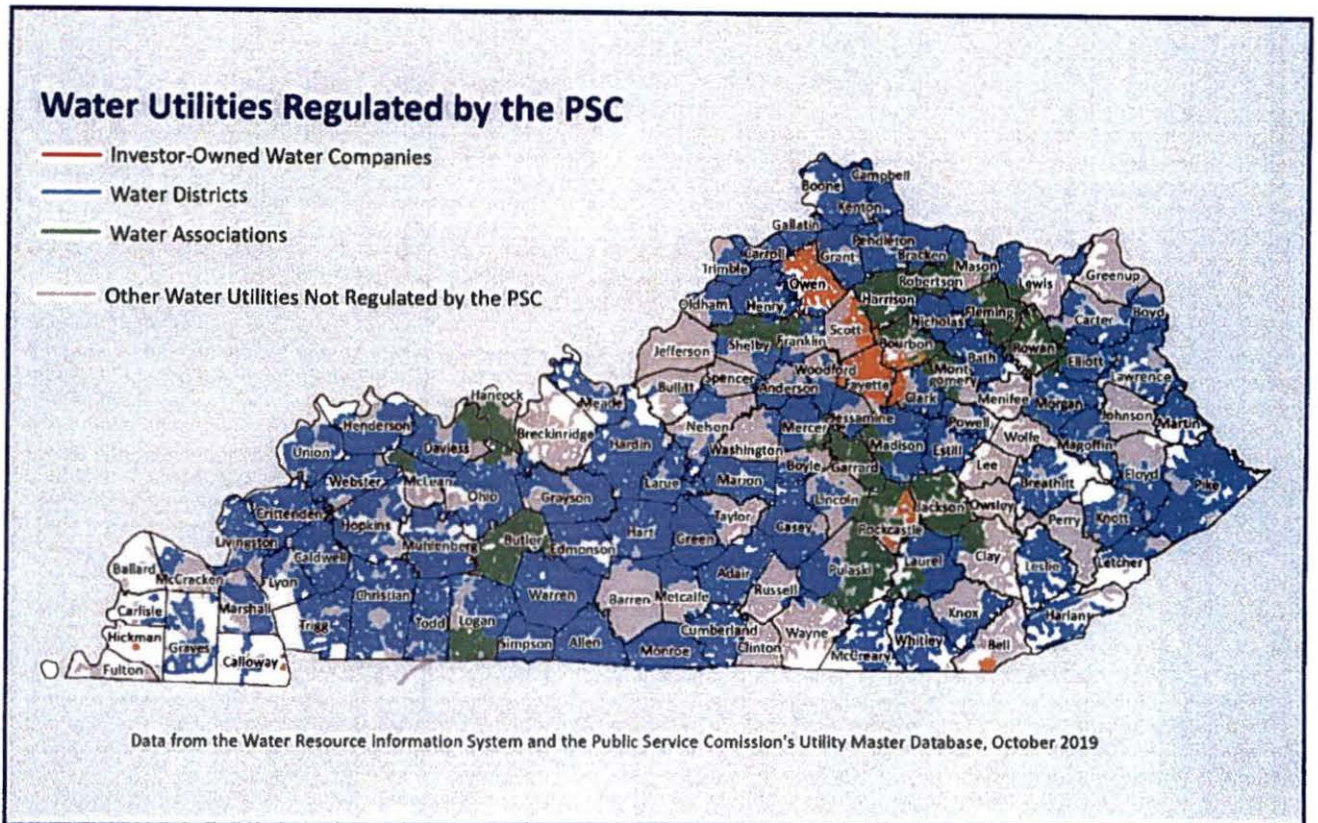 Water Utilities Regulated by the PSC
Investor-Owned Water Companies
Water Districts
Water Associations
Other Water Utilities Not Regulated by the PSC
Boone
Campbell
Kenton
Gallatin
Pendleton
Carroll
Grant
Bracken
Mason
Trimble
Owen
Robertson
Lewis
Greenup
Oldham
Henry
Harrison
Fleming
Nicholas
Carter
Boyd
Scott
Jefferson
Shelby
Franklin
Bourbon
Rowan
Bath
Elliott
Woodford
Spencer
Fayette
Mont
gomery
Lawrence
Bullitt
Anderson
Clark
Menifee
Morgan
Johnson
Martin
Hancock
Meade
Breckinridge
Nelson
Mercer
Jessamine
Powell
Henderson
Daviess
Hardin
Washington
Madison
Estill
Wolfe
Magoffin
Union
Boyle
Garrard
Lee
Floyd
Pike
Webster
McLean
Ohio
Grayson
Larue
Marion
Breathitt
Lincoln
Crittenden
Hopkins
Taylor
Casey
Rockcastle
Jackson
Owsley
Perry
Knott
Livingston
Caldwell
Muhlenberg
Butler
Edmonson
Hart
Green
Clay
Ballard
McCracken
Lyon
Adair
Pulaski
Laurel
Leslie
Letcher
Carlisle
Marshall
Christian
Warren
Barren
Metcalfe
Russell
Trigg
Todd
Logan
Knox
Harlan
Hickman
Graves
Calloway
Simpson
Allen
Cumberland
Wayne
Whitley
Bell
Fulton
Monroe
Clinton
McCreary
Data from the Water Resource Information System and the Public Service Comission's Utility Master Database, October 2019